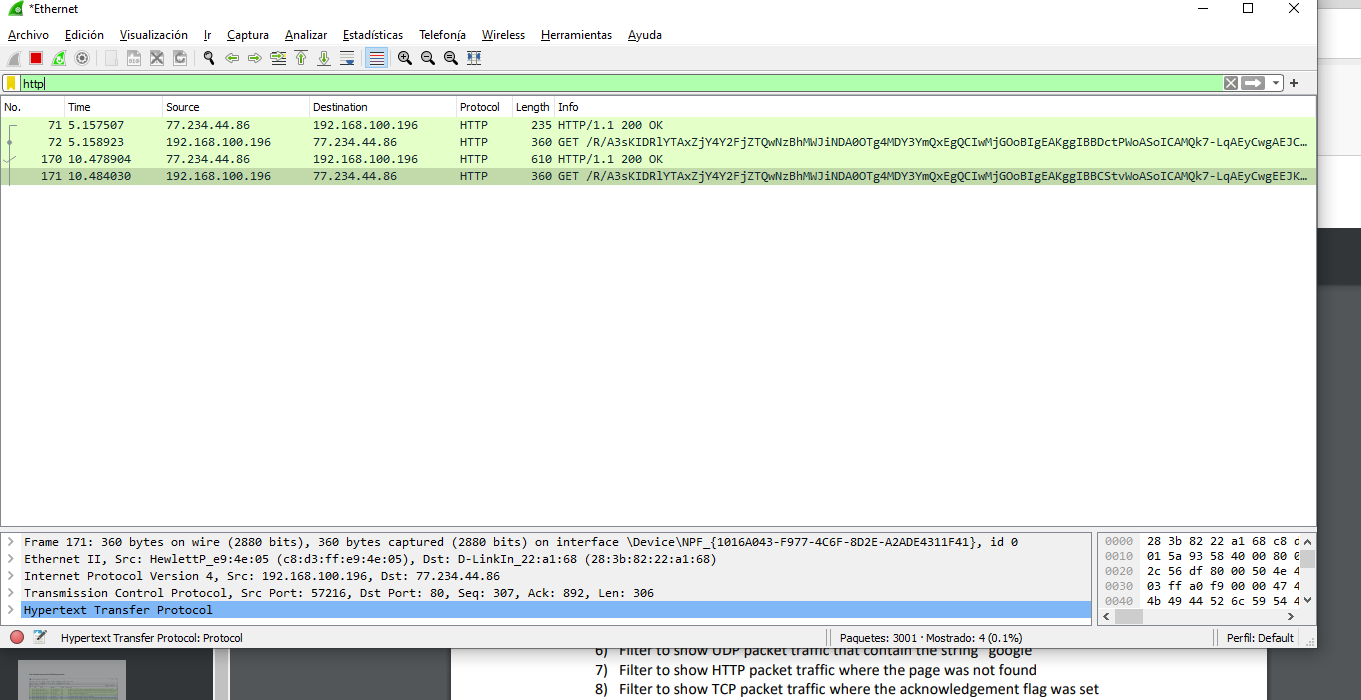 *Ethernet
Archivo Edición Visualización Ir Captura Analizar Estadísticas Telefonía Wireless Herramientas Ayuda
http
No. Time Source Destination Protocol Length Info
71 5.157507 77.234.44.86 192.168.100.196 HTTP 235 HTTP/1.1 200 OK
72 5.158923 192.168.100.196 77.234.44.86 HTTP 360 GET /R/A3sKIDRlYTAxZjY4Y2FjZTQwNzBhMWJiNDA0OTg4MDY3YmQxEgQCIwMjGOoBIgEAKggIBBDctPWoASoICAMQk7-LqAEyCwgAEJC…
170 10.478904 77.234.44.86 192.168.100.196 HTTP 610 HTTP/1.1 200 OK
171 10.484030 192.168.100.196 77.234.44.86 HTTP 360 GET /R/A3sKIDRlYTAxZjY4Y2FjZTQwNzBhMWJiNDA0OTg4MDY3YmQxEgQCIwMjGOoBIgEAKggIBBCStvWoASoICAMQk7-LqAEyCwgEEJK…
Frame 171: 360 bytes on wire (2880 bits), 360 bytes captured (2880 bits) on interface \Device\NPF_{1016A043-F977-4C6F-8D2E-A2ADE4311F41}, id 0
Ethernet II, Src: HewlettP_e9:4e:05 (c8:d3:ff:e9:4e:05), Dst: D-LinkIn_22:a1:68 (28:3b:82:22:a1:68)
Internet Protocol Version 4, Src: 192.168.100.196, Dst: 77.234.44.86
Transmission Control Protocol, Src Port: 57216, Dst Port: 80, Seq: 307, Ack: 892, Len: 306
Hypertext Transfer Protocol
0000 28 3b 82 22 a1 68 c8
0010 01 5a 93 58 40 00 80
0020 2c 56 df 80 00 50 4e
0030 03 ff a0 f9 00 00 47
0040 4b 49 44 52 6c 59 54
Hypertext Transfer Protocol: Protocol
Paquetes: 3001 · Mostrado: 4 (0.1%)
Perfil: Default
6) Filter to show UDP packet traffic that contain the string "google
7) Filter to show HTTP packet traffic where the page was not found
8) Filter to show TCP packet traffic where the acknowledgement flag was set